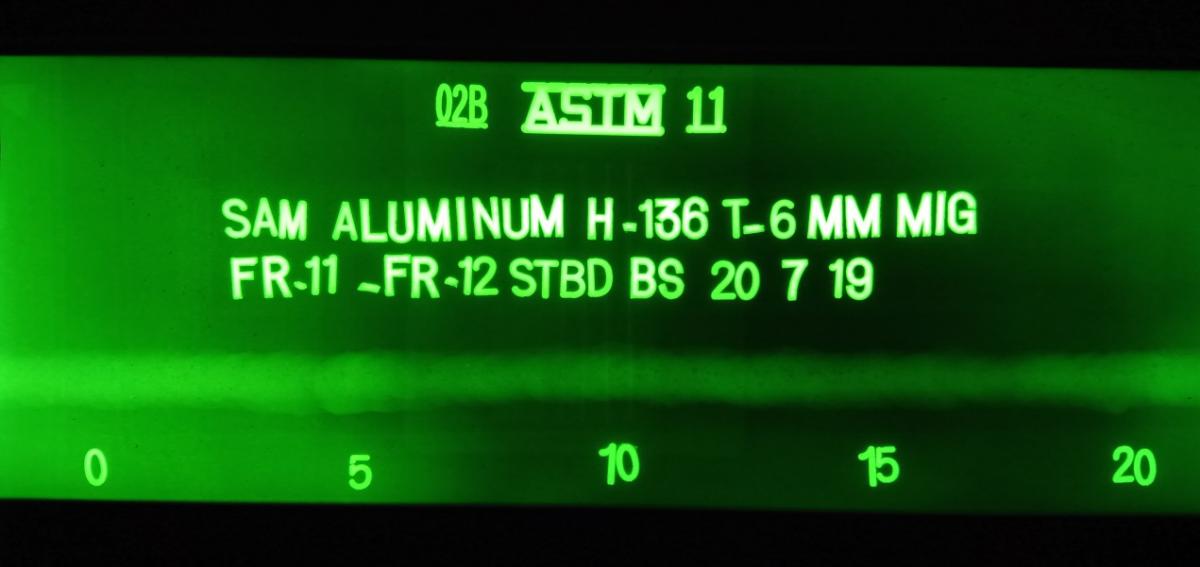 02B ASTM 11
SAM ALUMINUM H-136 T-6 MM MIG
FR-11 -FR-12 STBD BS 20 7 19
0 5 10 15 20